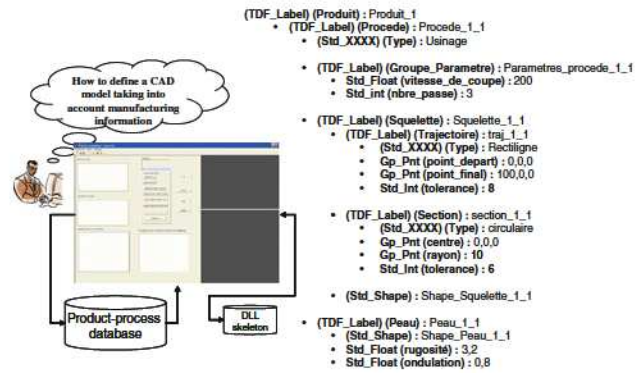 (TDF_Label) (Produit) : Produit_1
• (TDF_Label) (Procede) : Procede_1_1
• (Std_XXXX) (Type) : Usinage
• (TDF_Label) (Groupe_Parametre) : Parametres_procede_1_1
• Std_Float (vitesse_de_coupe) : 200
• Std_int (nbre_passe) : 3
• (TDF_Label) (Squelette) : Squelette_1_1
• (TDF_Label) (Trajectoire) : traj_1_1
• (Std_XXXX) (Type) : Rectiligne
• Gp_Pnt (point_depart) : 0,0,0
• Gp_Pnt (point_final) : 100,0,0
• Std_Int (tolerance) : 8
• (TDF_Label) (Section) : section_1_1
• (Std_XXXX) (Type) : circulaire
• Gp_Pnt (centre) : 0,0,0
• Gp_Pnt (rayon) : 10
• Std_Int (tolerance) : 6
• (Std_Shape) : Shape_Squelette_1_1
• (TDF_Label) (Peau) : Peau_1_1
• (Std_Shape) : Shape_Peau_1_1
• Std_Float (rugosité) : 3,2
• Std_Float (ondulation) : 0,8
How to define a CAD
model taking into
account manufacturing
information
Product-process
database
DLL
skeleton